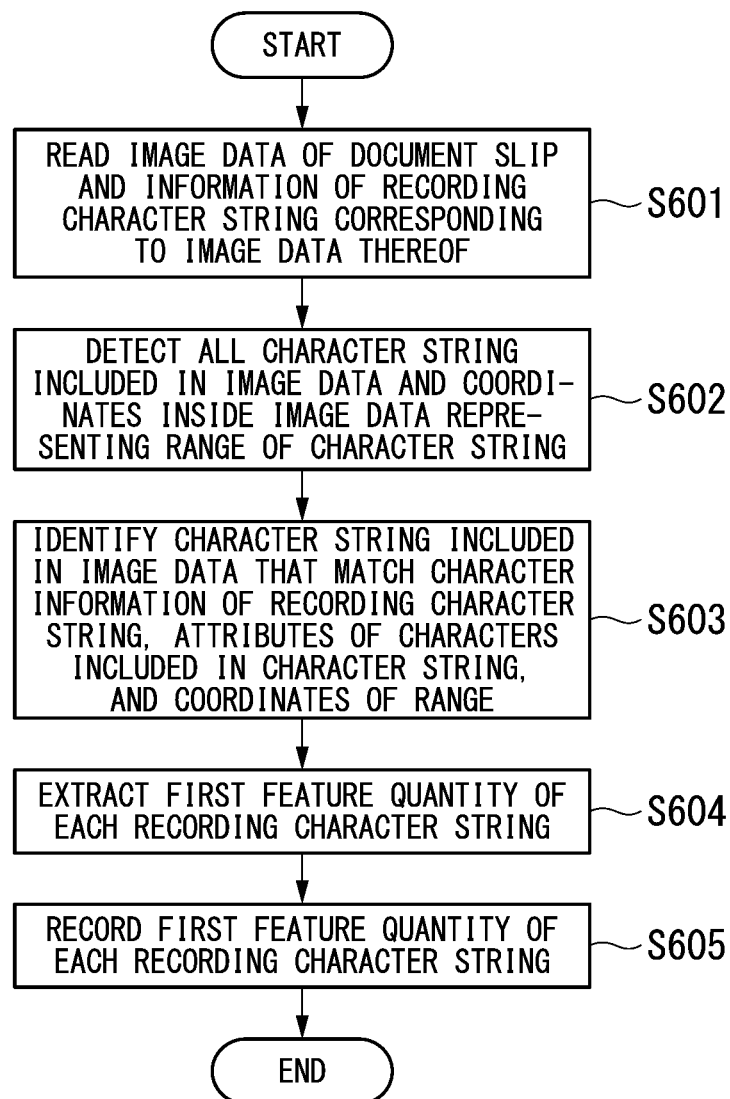 START
READ IMAGE DATA OF DOCUMENT SLIP
AND INFORMATION OF RECORDING
CHARACTER STRING CORRESPONDING
TO IMAGE DATA THEREOF
S601
DETECT ALL CHARACTER STRING
INCLUDED IN IMAGE DATA AND COORDI-
NATES INSIDE IMAGE DATA REPRE-
SENTING RANGE OF CHARACTER STRING
S602
IDENTIFY CHARACTER STRING INCLUDED
IN IMAGE DATA THAT MATCH CHARACTER
INFORMATION OF RECORDING CHARACTER
STRING, ATTRIBUTES OF CHARACTERS
INCLUDED IN CHARACTER STRING,
AND COORDINATES OF RANGE
S603
EXTRACT FIRST FEATURE QUANTITY OF
EACH RECORDING CHARACTER STRING
S604
RECORD FIRST FEATURE QUANTITY OF
EACH RECORDING CHARACTER STRING
S605
END